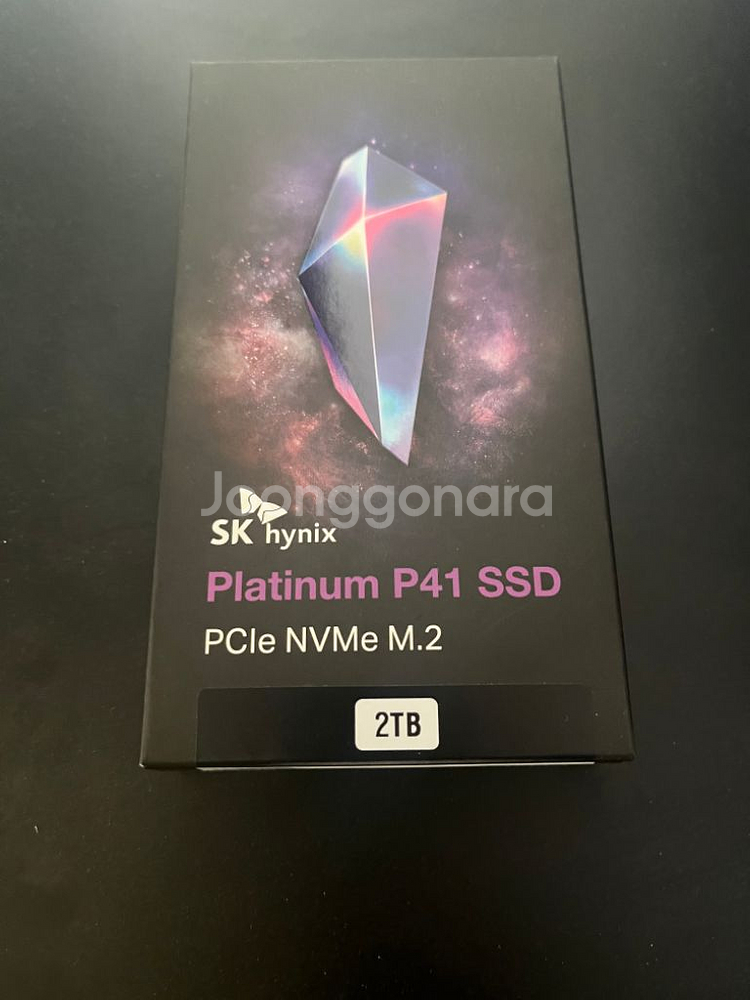 Joonggonara
SK hynix
Platinum P41 SSD
PCIe NVMe M.2
2TB